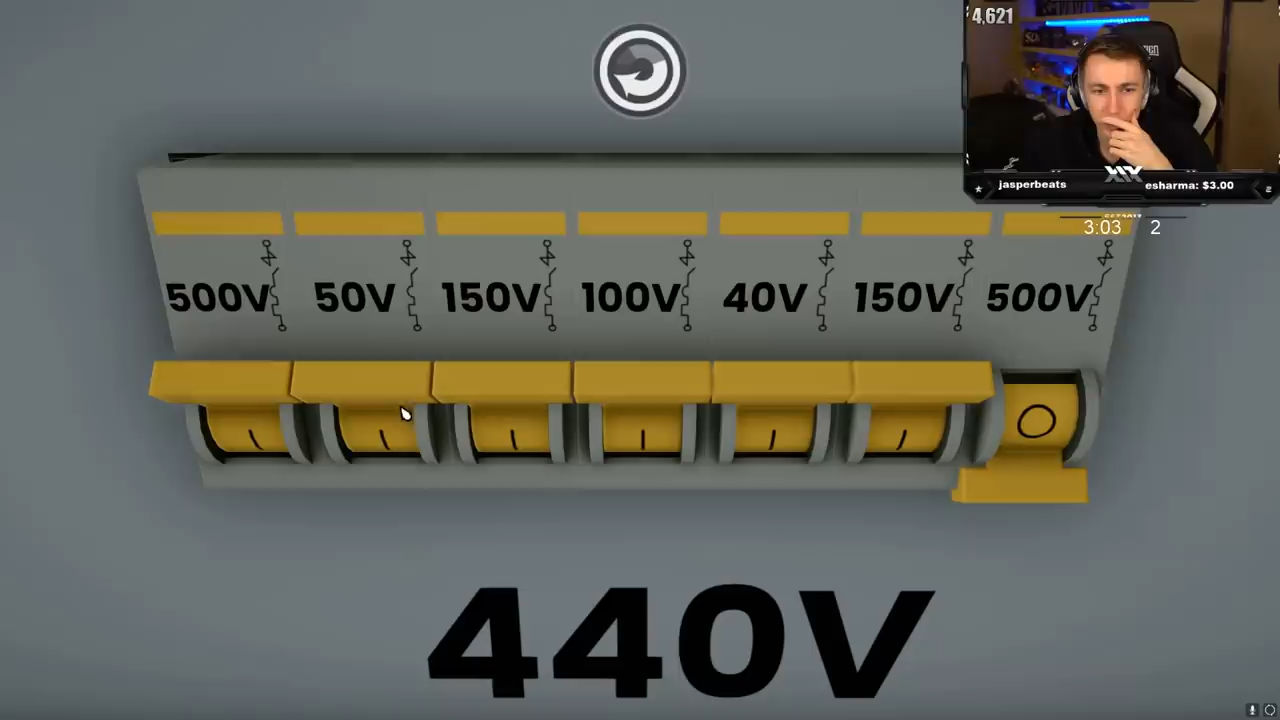 4,621
jasperbeats
esharma: $3.00
3:03 2
500V 50V 150V 100V 40V 150V 500V
440V